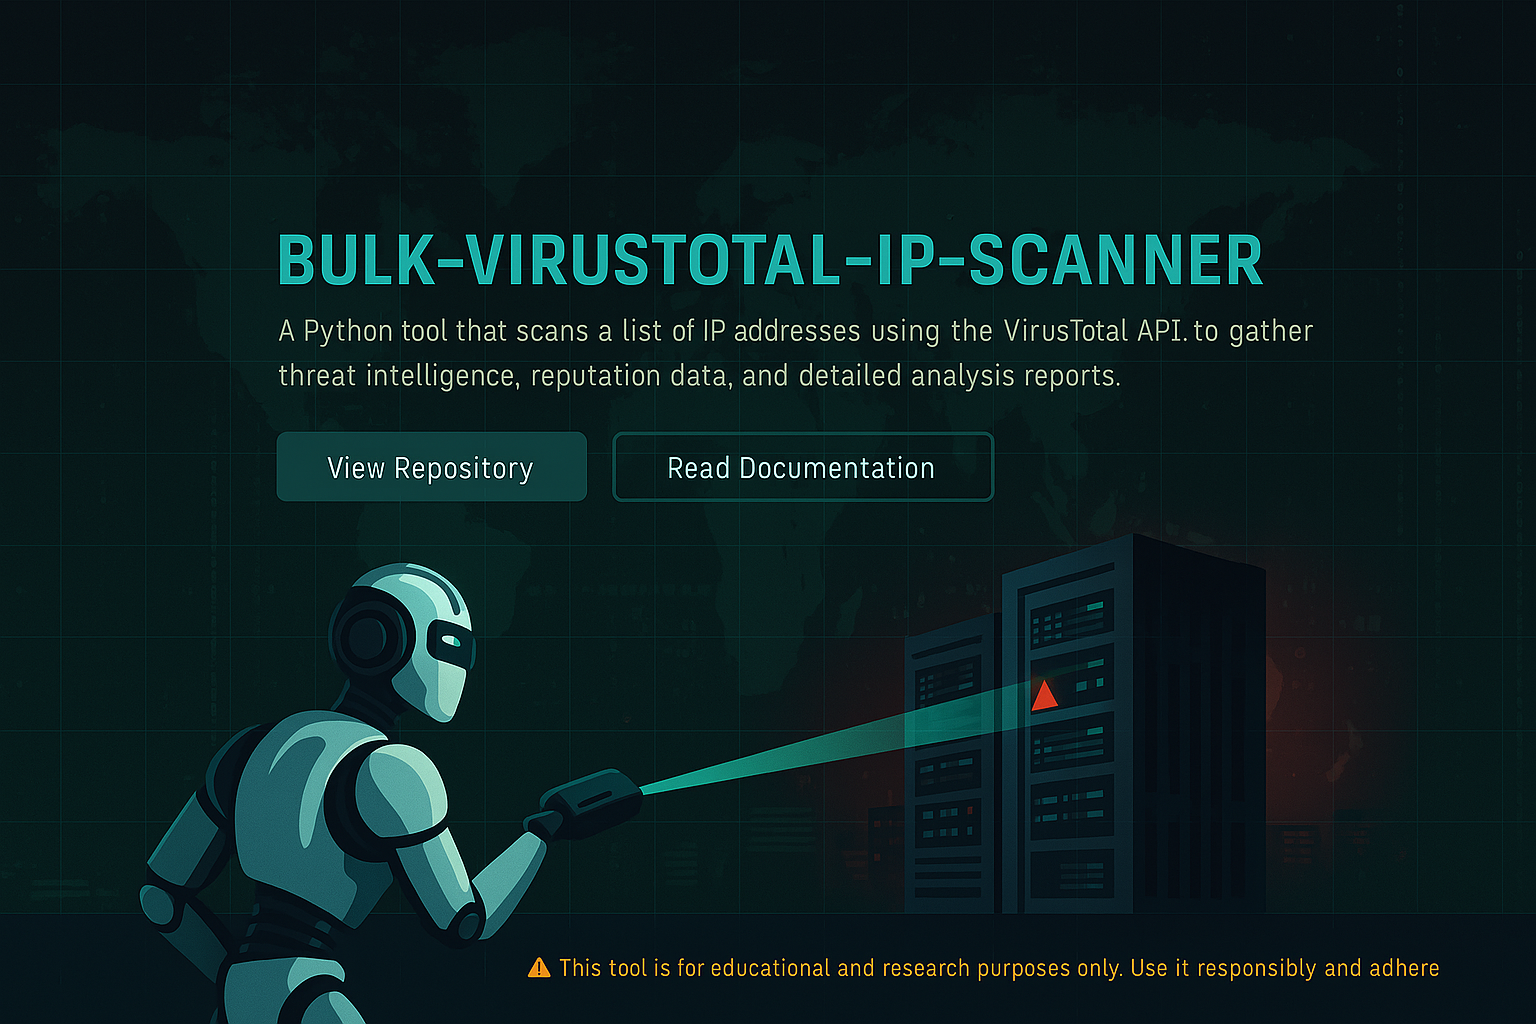 BULK-VIRUSTOTAL-IP-SCANNER
A Python tool that scans a list of IP addresses using the VirusTotal API. to gather
threat intelligence, reputation data, and detailed analysis reports.
View Repository
Read Documentation
This tool is for educational and research purposes only. Use it responsibly and adhere